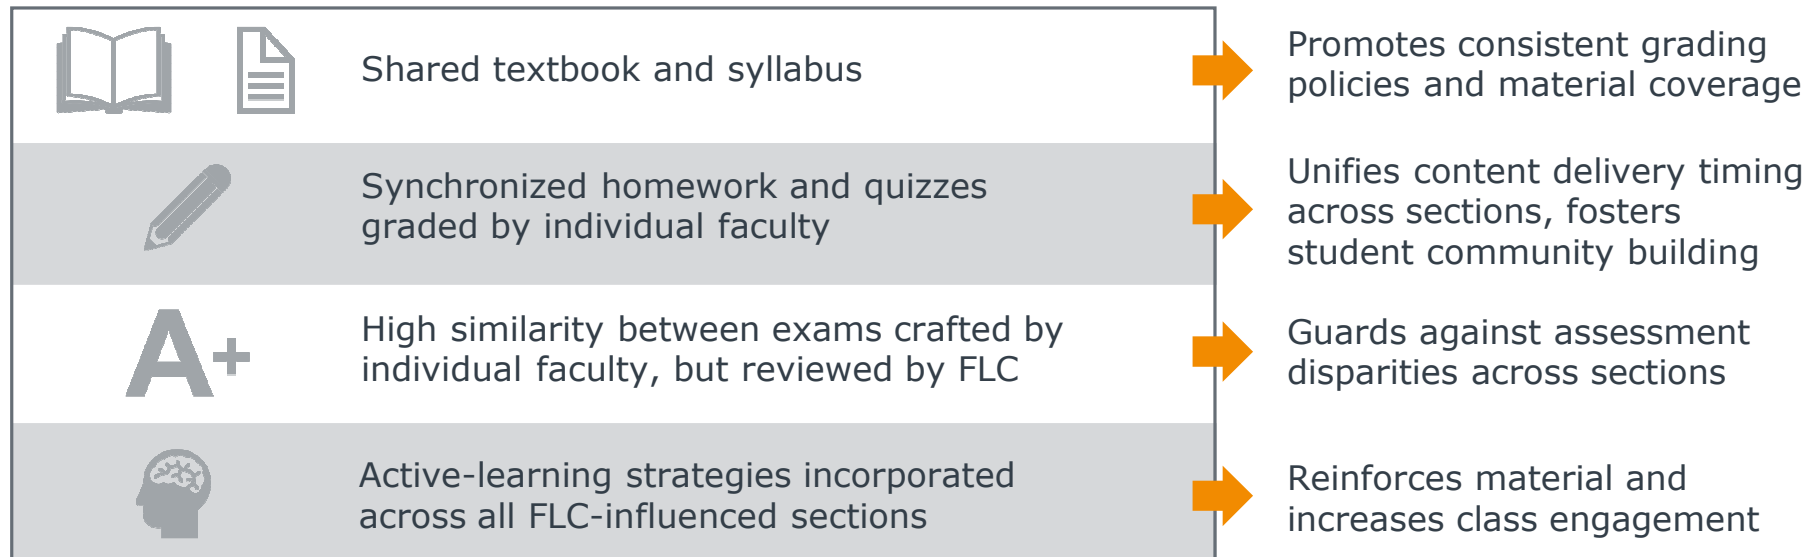 Shared textbook and syllabus
Promotes consistent grading
policies and material coverage
Synchronized homework and quizzes
graded by individual faculty
Unifies content delivery timing
across sections, fosters
student community building
A+
High similarity between exams crafted by
individual faculty, but reviewed by FLC
Guards against assessment
disparities across sections
Active-learning strategies incorporated
across all FLC-influenced sections
Reinforces material and
increases class engagement